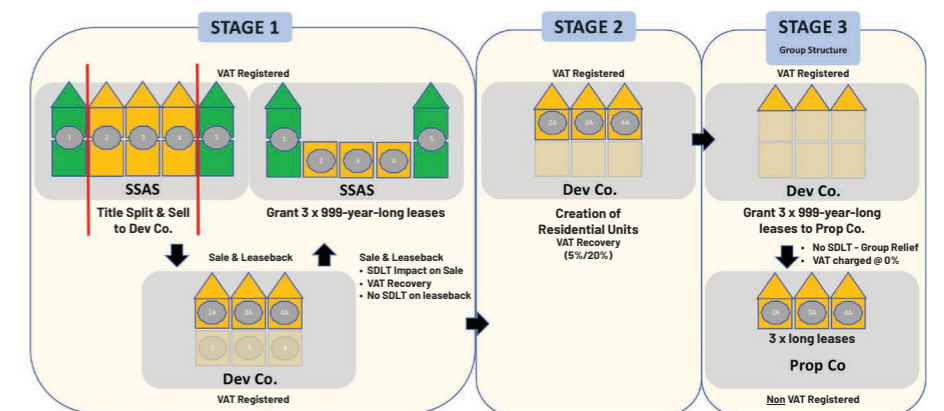 STAGE 1
VAT Registered
1
2
3
4
5
SSAS
Title Split & Sell
to Dev Co.
1
2
3
4
5
SSAS
Grant 3 x 999-year-long leases
Sale & Leaseback
Sale & Leaseback
• SDLT Impact on Sale
• VAT Recovery
• No SDLT on leaseback
2A
3A
4A
2
3
4
Dev Co.
VAT Registered
STAGE 2
VAT Registered
2A
3A
4A
Dev Co.
Creation of
Residential Units
VAT Recovery
(5%/20%)
STAGE 3
Group Structure
VAT Registered
Dev Co.
Grant 3 x 999-year-long
leases to Prop Co.
• No SDLT - Group Relief
• VAT charged @ 0%
2A
3A
4A
3 x long leases
Prop Co
Non VAT Registered